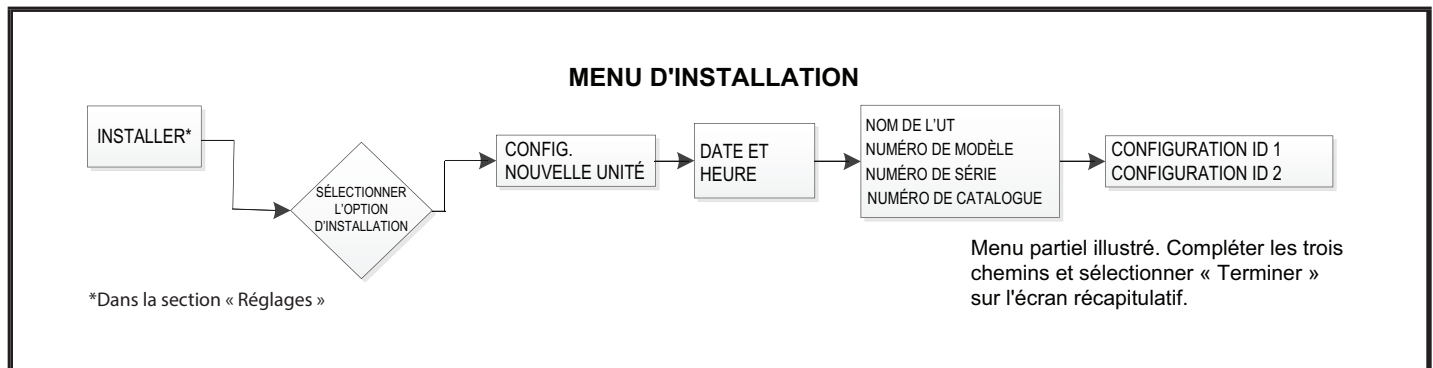 MENU D'INSTALLATION
INSTALLER*
SÉLECTIONNER
L'OPTION
D'INSTALLATION
CONFIG.
NOUVELLE UNITÉ
DATE ET
HEURE
NOM DE L'UT
NUMÉRO DE MODÈLE
NUMÉRO DE SÉRIE
NUMÉRO DE CATALOGUE
CONFIGURATION ID 1
CONFIGURATION ID 2
Menu partiel illustré. Compléter les trois
chemins et sélectionner « Terminer »
sur l'écran récapitulatif.
*Dans la section « Réglages »